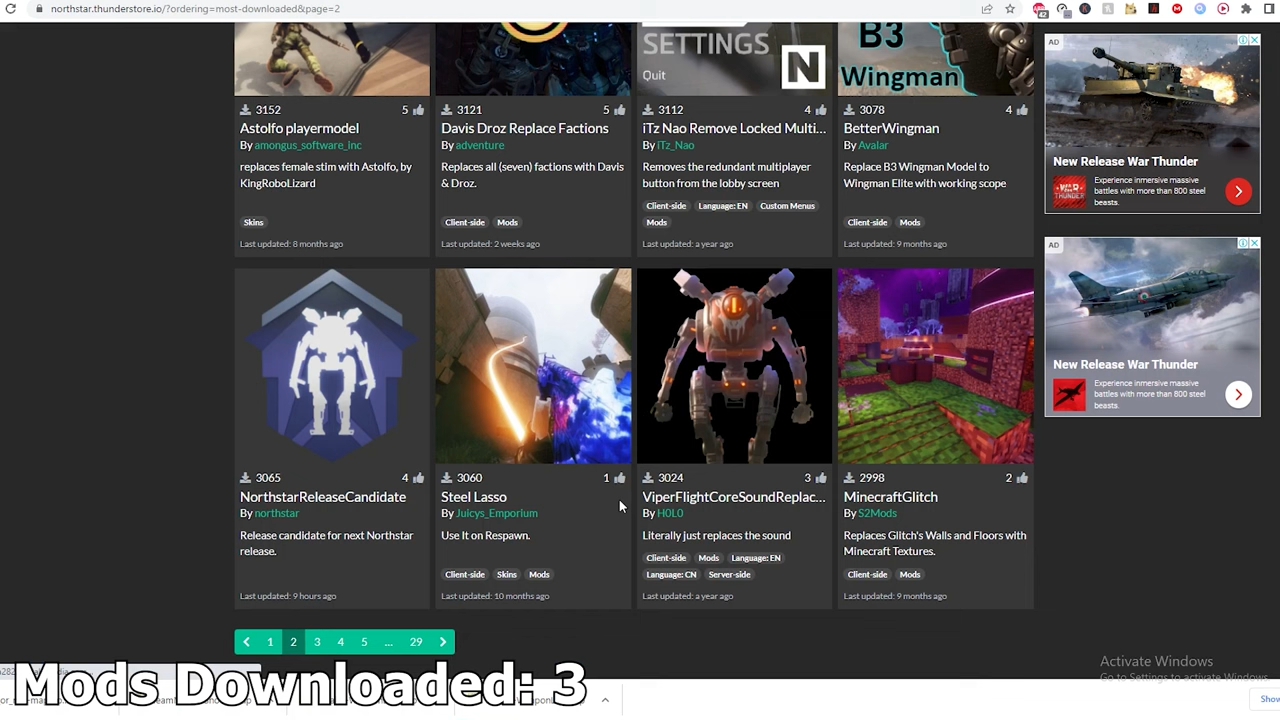 northstar.thunderstore.io/?ordering=most-downloaded&page=2
42
SETTINGS
Quit
N
B3
Wingman
3152 5
Astolfo playermodel
By amongus_software_inc
replaces female stim with Astolfo, by
KingRoboLizard
Skins
Last updated: 8 months ago
3121 5
Davis Droz Replace Factions
By adventure
Replaces all (seven) factions with Davis
& Droz.
Client-side Mods
Last updated: 2 weeks ago
3112 4
iTz Nao Remove Locked Multi...
By iTz_Nao
Removes the redundant multiplayer
button from the lobby screen
Client-side Language: EN Custom Menus
Mods
Last updated: a year ago
3078 4
BetterWingman
By Avalar
Replace B3 Wingman Model to
Wingman Elite with working scope
Client-side Mods
Last updated: 9 months ago
AD
New Release War Thunder
Experience inmersive massive
battles with more than 800 steel
beasts.
AD
New Release War Thunder
Experience inmersive massive
battles with more than 800 steel
beasts.
3065 4
NorthstarReleaseCandidate
By northstar
Release candidate for next Northstar
release.
Last updated: 9 hours ago
3060 1
Steel Lasso
By Juicys_Emporium
Use It on Respawn.
Client-side Skins Mods
Last updated: 10 months ago
3024 3
ViperFlightCoreSoundReplac...
By H0L0
Literally just replaces the sound
Client-side Mods Language: EN
Language: CN Server-side
Last updated: a year ago
2998 2
MinecraftGlitch
By S2Mods
Replaces Glitch's Walls and Floors with
Minecraft Textures.
Client-side Mods
Last updated: 9 months ago
1 2 3 4 5 ... 29
Activate Windows
Go to Settings to activate Windows.
Mods Downloaded: 3
Show